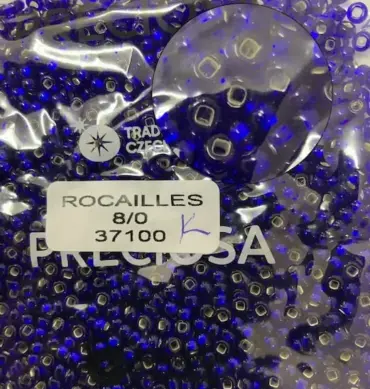 TRAD
CZECH
ROCAILLES
8/0
37100 K
PRECIOSA